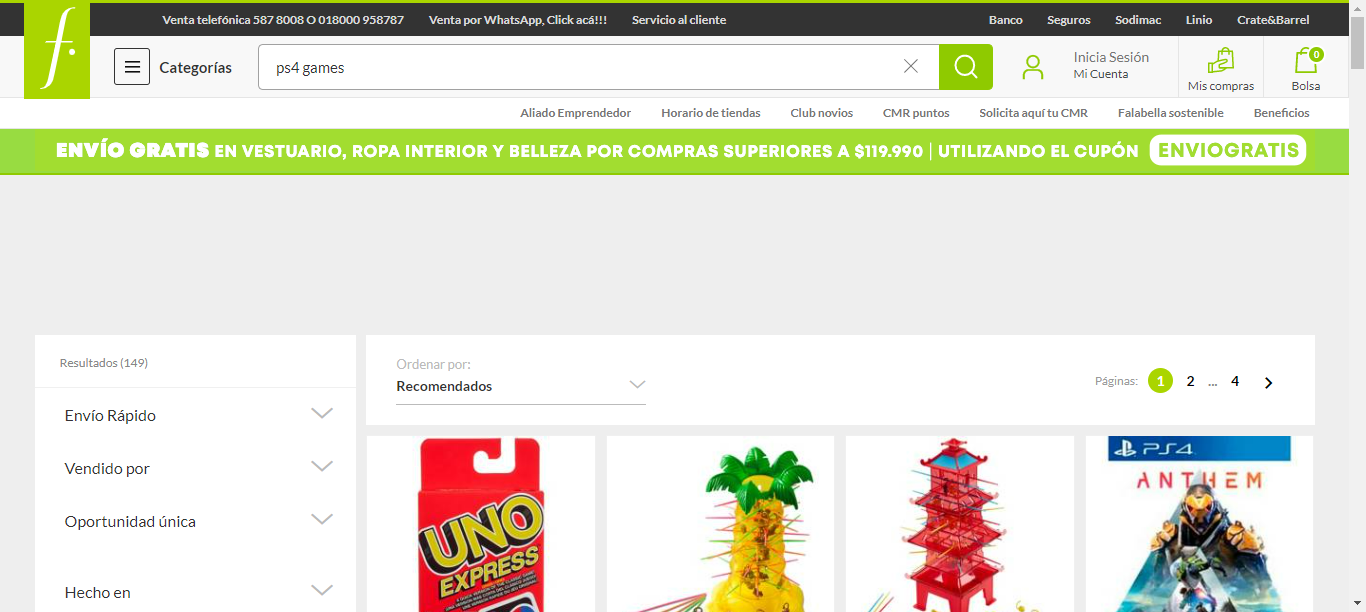 Venta telefónica 587 8008 O 018000 958787 Venta por WhatsApp, Click acá!!! Servicio al cliente Banco Seguros Sodimac Linio Crate&Barrel
f.
Categorías
ps4 games
Inicia Sesión
Mi Cuenta
Mis compras
0
Bolsa
Aliado Emprendedor Horario de tiendas Club novios CMR puntos Solicita aquí tu CMR Falabella sostenible Beneficios
ENVÍO GRATIS EN VESTUARIO, ROPA INTERIOR Y BELLEZA POR COMPRAS SUPERIORES A $119.990 | UTILIZANDO EL CUPÓN ENVIOGRATIS
Resultados (149)
Envío Rápido
Vendido por
Oportunidad única
Hecho en
Ordenar por:
Recomendados
Páginas: 1 2 ... 4
UNO
EXPRESS
PS4
ANTHEM